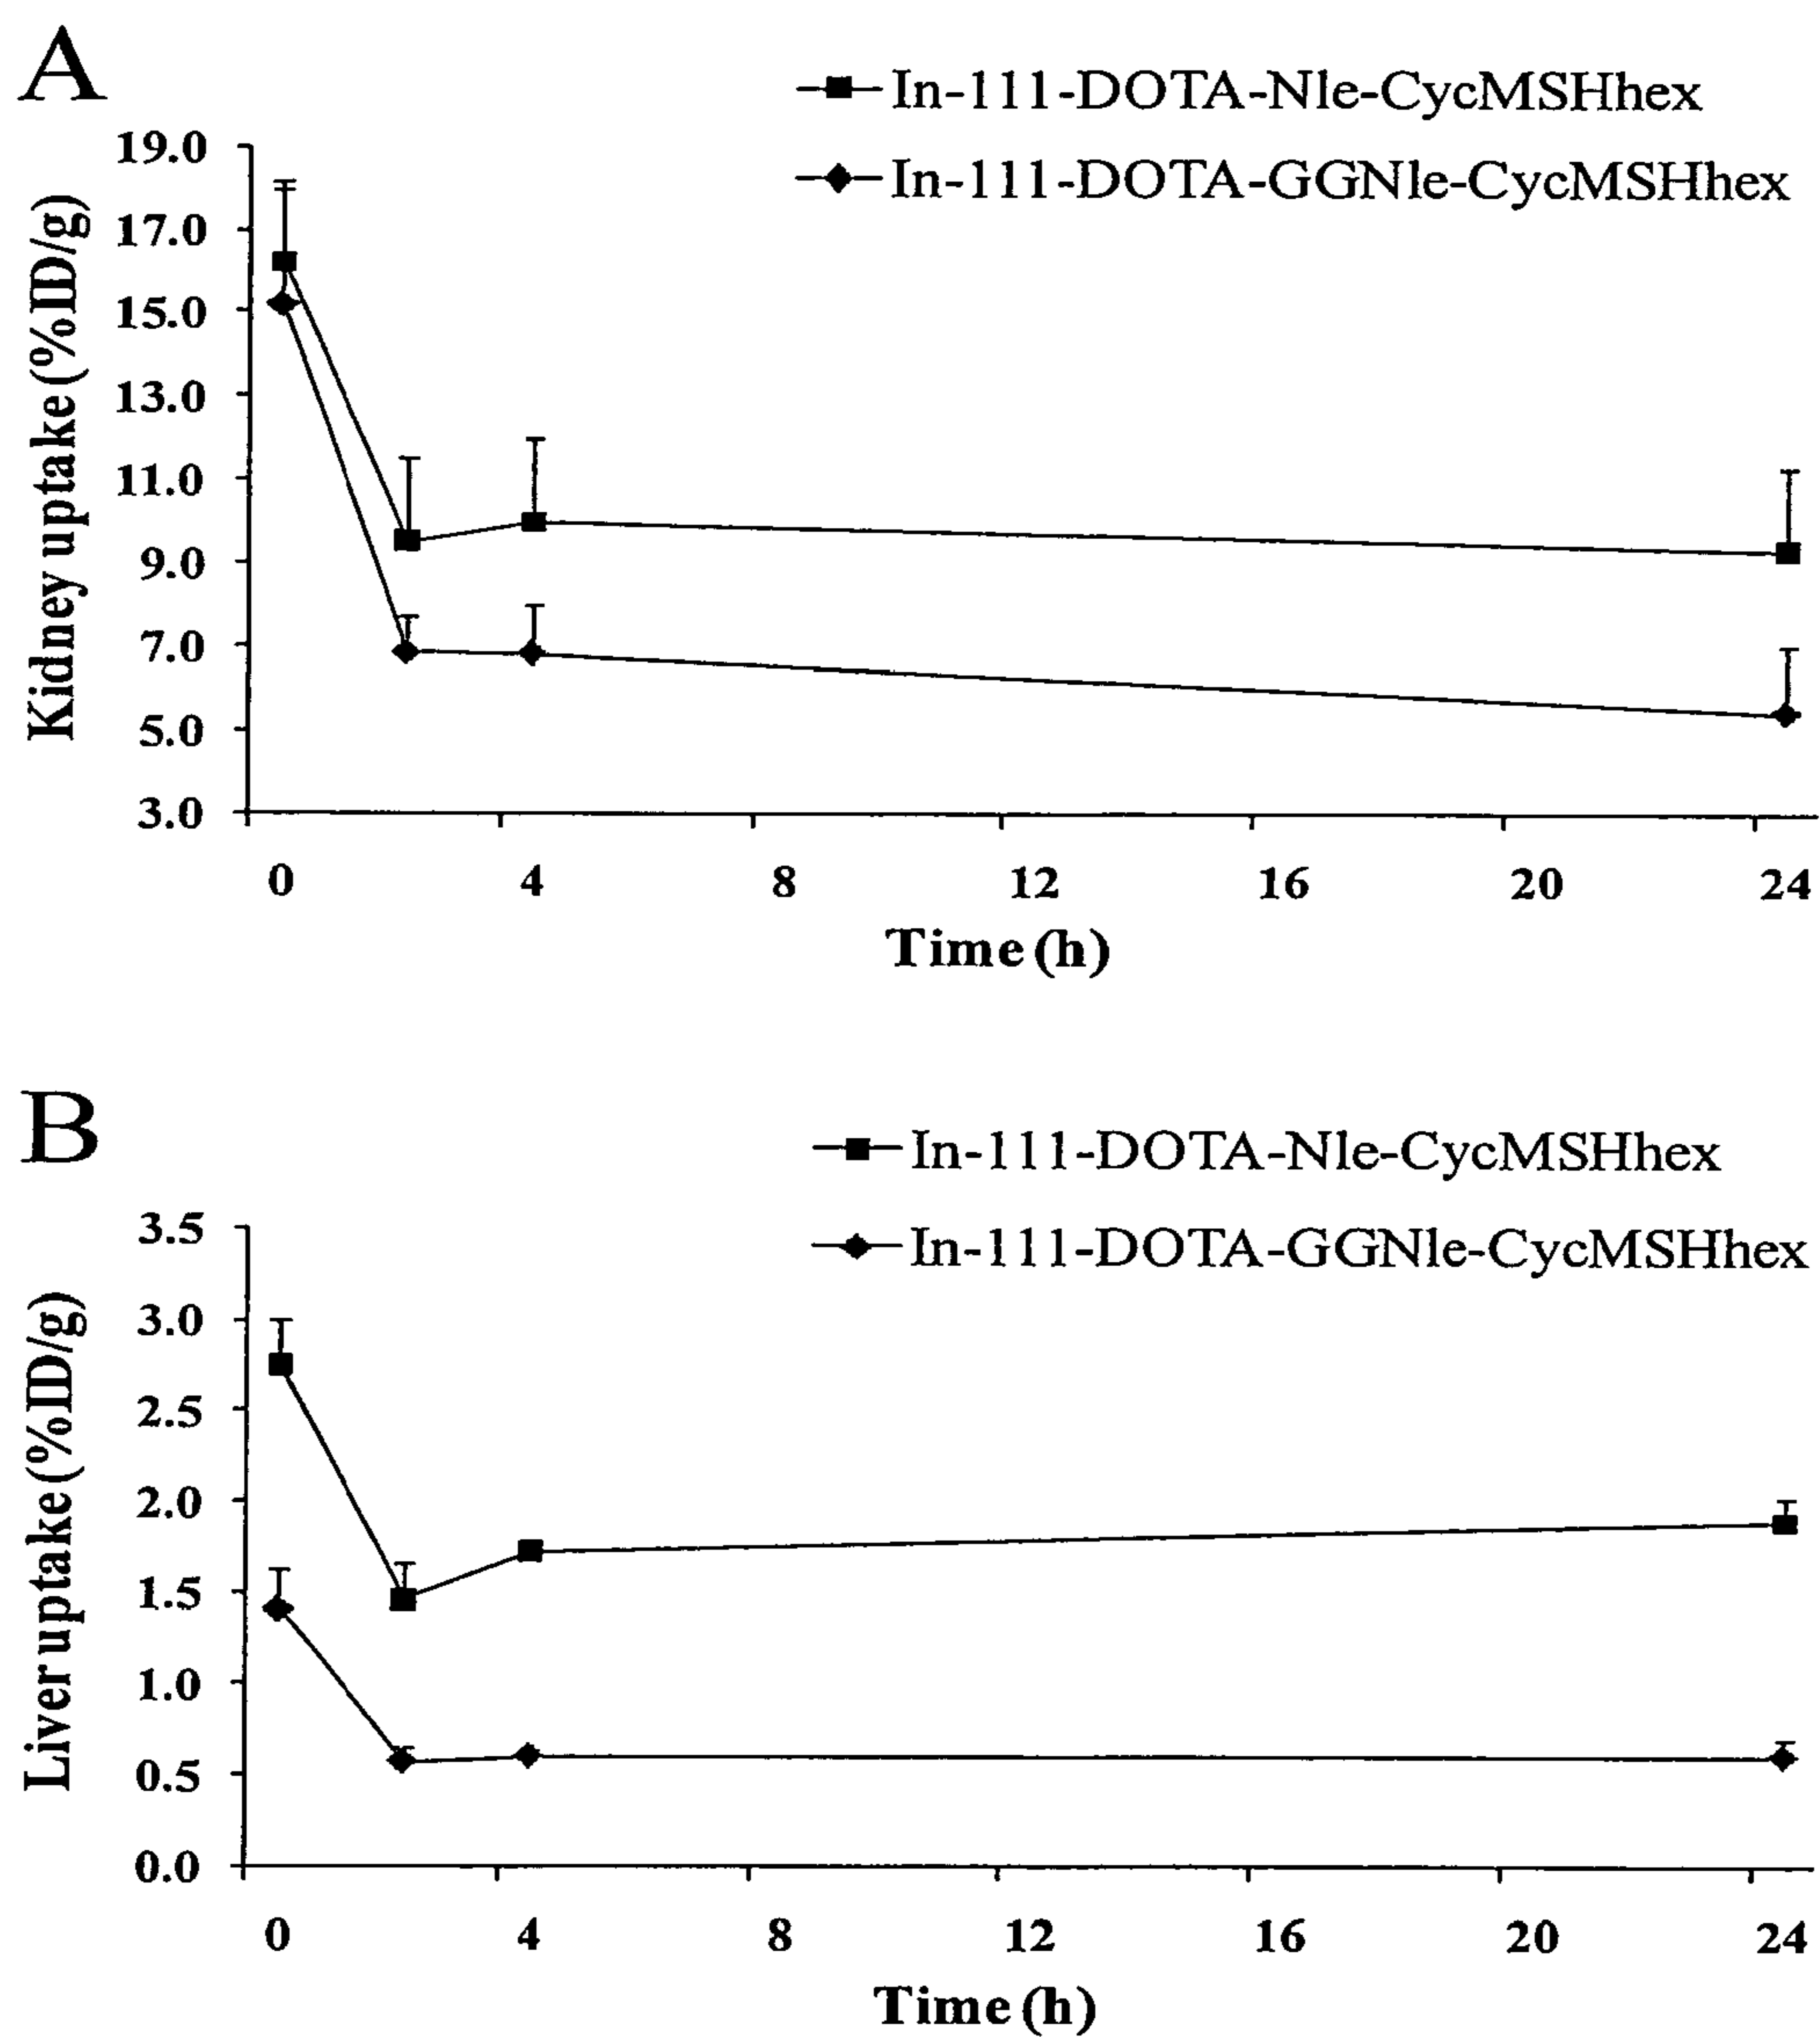 A
In-111-DOTA-Nle-CycMSHhex
In-111-DOTA-GGNle-CycMSHhex
Kidney uptake (%ID/g)
19.0
17.0
15.0
13.0
11.0
9.0
7.0
5.0
3.0
0 4 8 12 16 20 24
Time (h)
B
In-111-DOTA-Nle-CycMSHhex
In-111-DOTA-GGNle-CycMSHhex
Liver uptake (%ID/g)
3.5
3.0
2.5
2.0
1.5
1.0
0.5
0.0
0 4 8 12 16 20 24
Time (h)